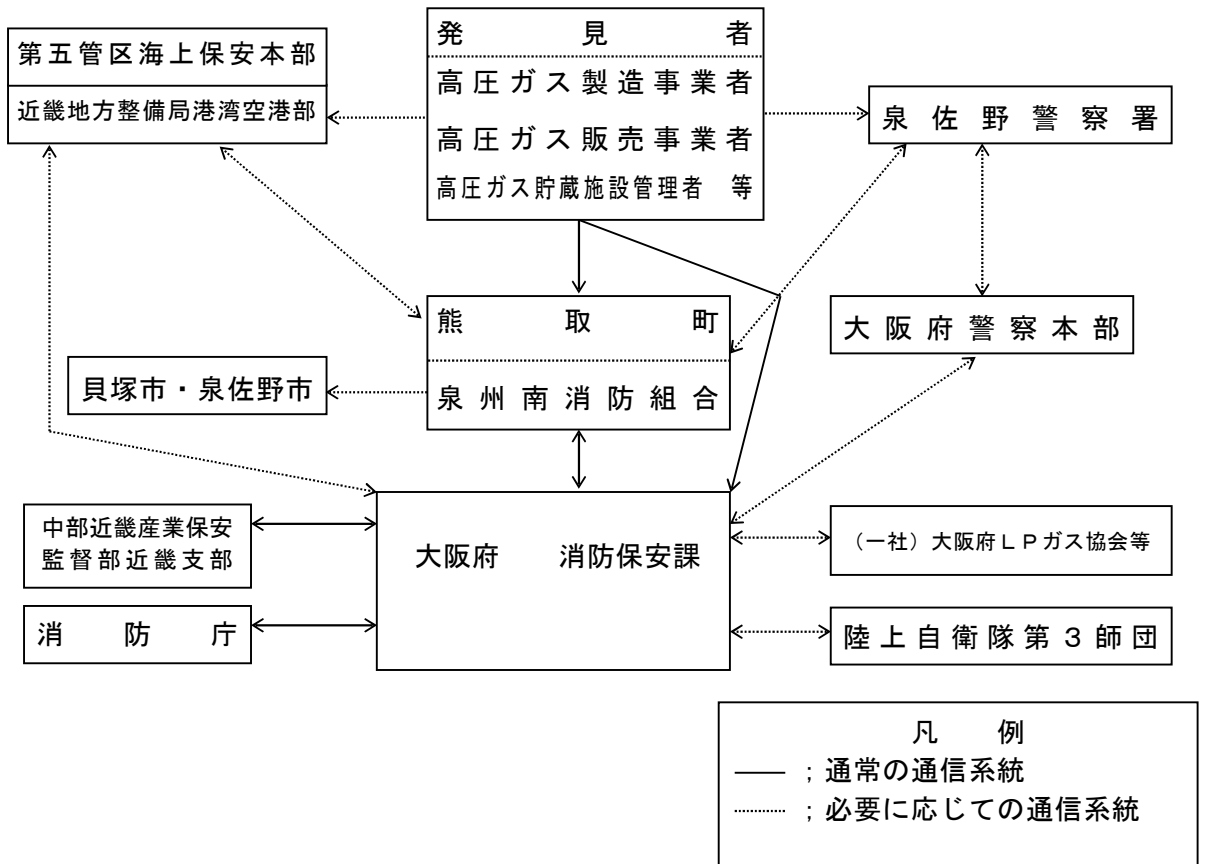 発見者
高圧ガス製造事業者
高圧ガス販売事業者
高圧ガス貯蔵施設管理者 等
第五管区海上保安本部
近畿地方整備局港湾空港部
泉佐野警察署
熊取町
泉州南消防組合
大阪府警察本部
貝塚市・泉佐野市
中部近畿産業保安
監督部近畿支部
消防庁
大阪府 消防保安課
(一社)大阪府LPガス協会等
陸上自衛隊第3師団
凡 例
;通常の通信系統
;必要に応じての通信系統